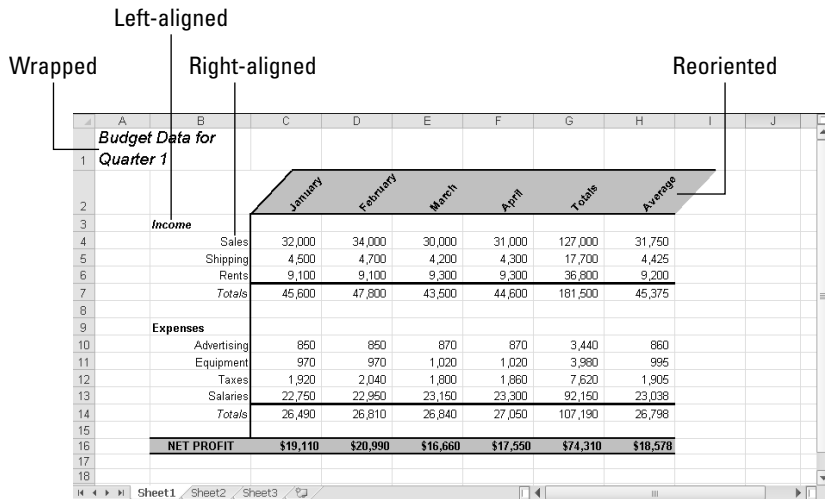 Left-aligned
Wrapped Right-aligned Reoriented
A B C D E F G H I J
Budget Data for
1 Quarter 1
2 January February March April Totals Average
3 Income
4 Sales 32,000 34,000 30,000 31,000 127,000 31,750
5 Shipping 4,500 4,700 4,200 4,300 17,700 4,425
6 Rents 9,100 9,100 9,300 9,300 36,800 9,200
7 Totals 45,600 47,800 43,500 44,600 181,500 45,375
8
9 Expenses
10 Advertising 850 850 870 870 3,440 860
11 Equipment 970 970 1,020 1,020 3,980 995
12 Taxes 1,920 2,040 1,800 1,860 7,620 1,905
13 Salaries 22,750 22,950 23,150 23,300 92,150 23,038
14 Totals 26,490 26,810 26,840 27,050 107,190 26,798
15
16 NET PROFIT $19,110 $20,990 $16,660 $17,550 $74,310 $18,578
17
18
Sheet1 Sheet2 Sheet3